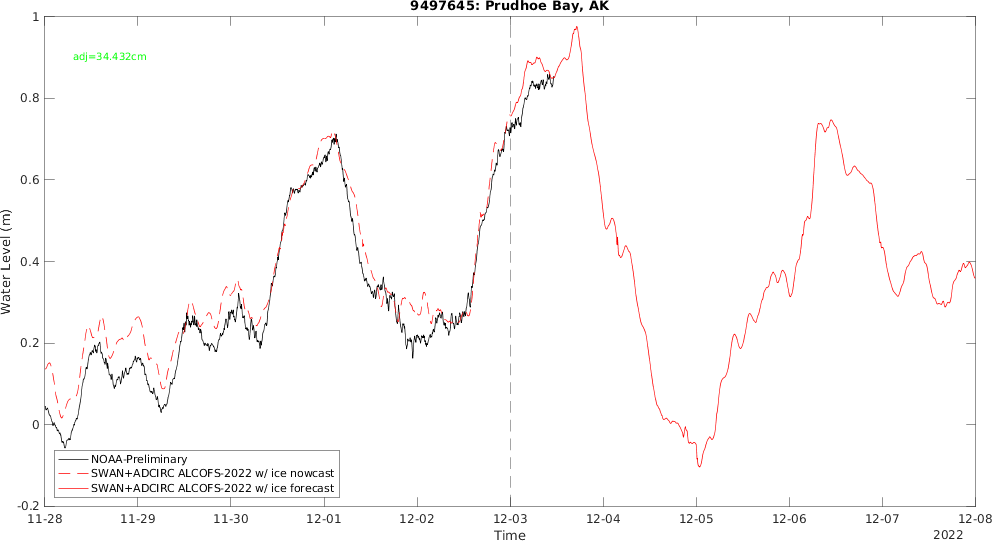 9497645: Prudhoe Bay, AK
adj=34.432cm
1
0.8
0.6
0.4
0.2
0
-0.2
Water Level (m)
NOAA-Preliminary
SWAN+ADCIRC ALCOFS-2022 w/ ice nowcast
SWAN+ADCIRC ALCOFS-2022 w/ ice forecast
11-28 11-29 11-30 12-01 12-02 12-03 12-04 12-05 12-06 12-07 12-08
Time
2022